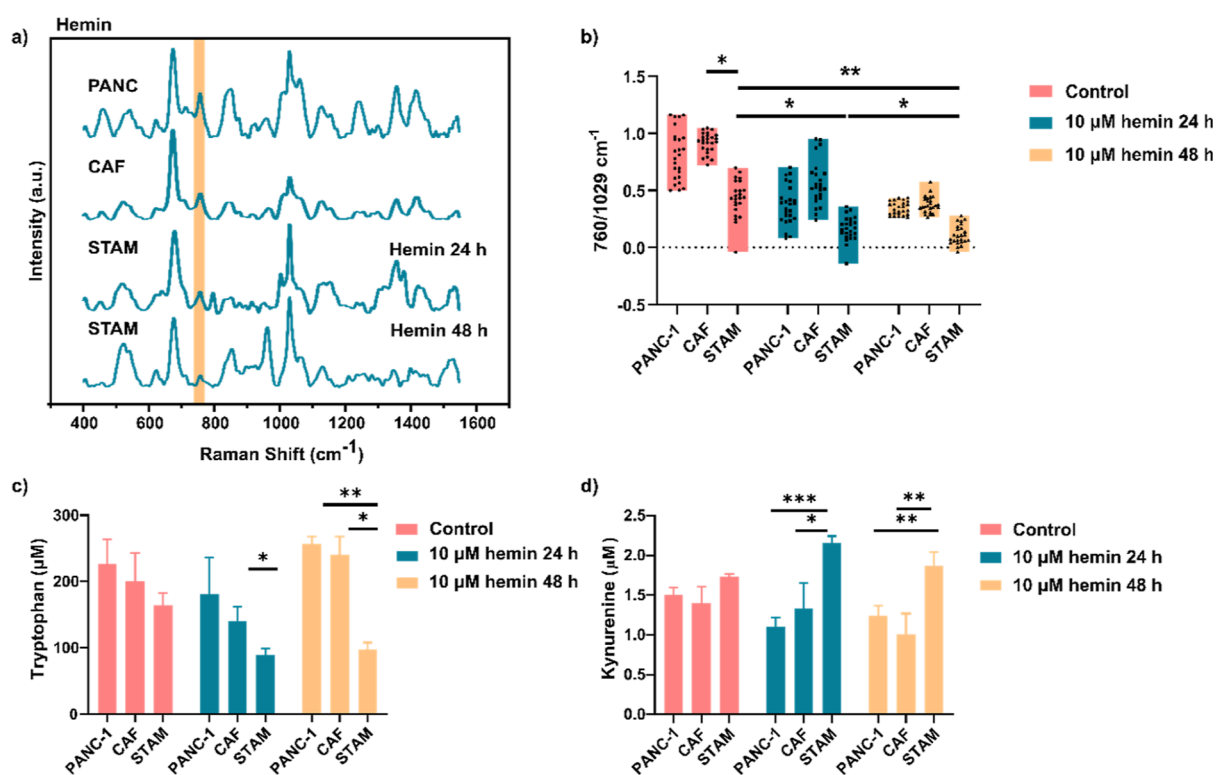 Hemin
a)
PANC
CAF
STAM
Hemin 24 h
STAM
Hemin 48 h
Intensity (a.u.)
400 600 800 1000 1200 1400 1600
Raman Shift (cm-1)
b)
* ** * *
1.5
1.0
0.5
0.0
-0.5
760/1029 cm-1
PANC-1 CAF STAM PANC-1 CAF STAM PANC-1 CAF STAM
Control
10 µM hemin 24 h
10 µM hemin 48 h
c)
** * *
300
200
100
0
Tryptophan (µM)
PANC-1 CAF STAM PANC-1 CAF STAM PANC-1 CAF STAM
Control
10 µM hemin 24 h
10 µM hemin 48 h
d)
*** * ** **
2.5
2.0
1.5
1.0
0.5
0.0
Kynurenine (µM)
PANC-1 CAF STAM PANC-1 CAF STAM PANC-1 CAF STAM
Control
10 µM hemin 24 h
10 µM hemin 48 h